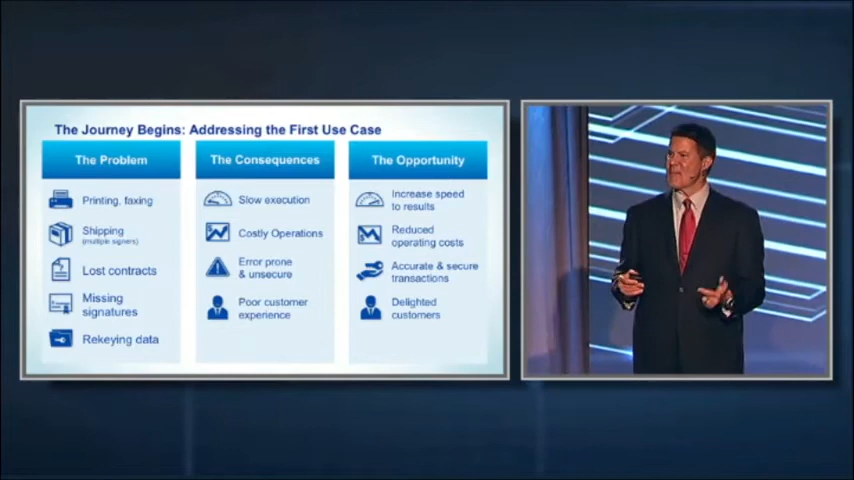 The Journey Begins: Addressing the First Use Case
The Problem
Printing, faxing
Shipping
(multiple signers)
Lost contracts
Missing
signatures
Rekeying data
The Consequences
Slow execution
Costly Operations
Error prone
& unsecure
Poor customer
experience
The Opportunity
Increase speed
to results
Reduced
operating costs
Accurate & secure
transactions
Delighted
customers